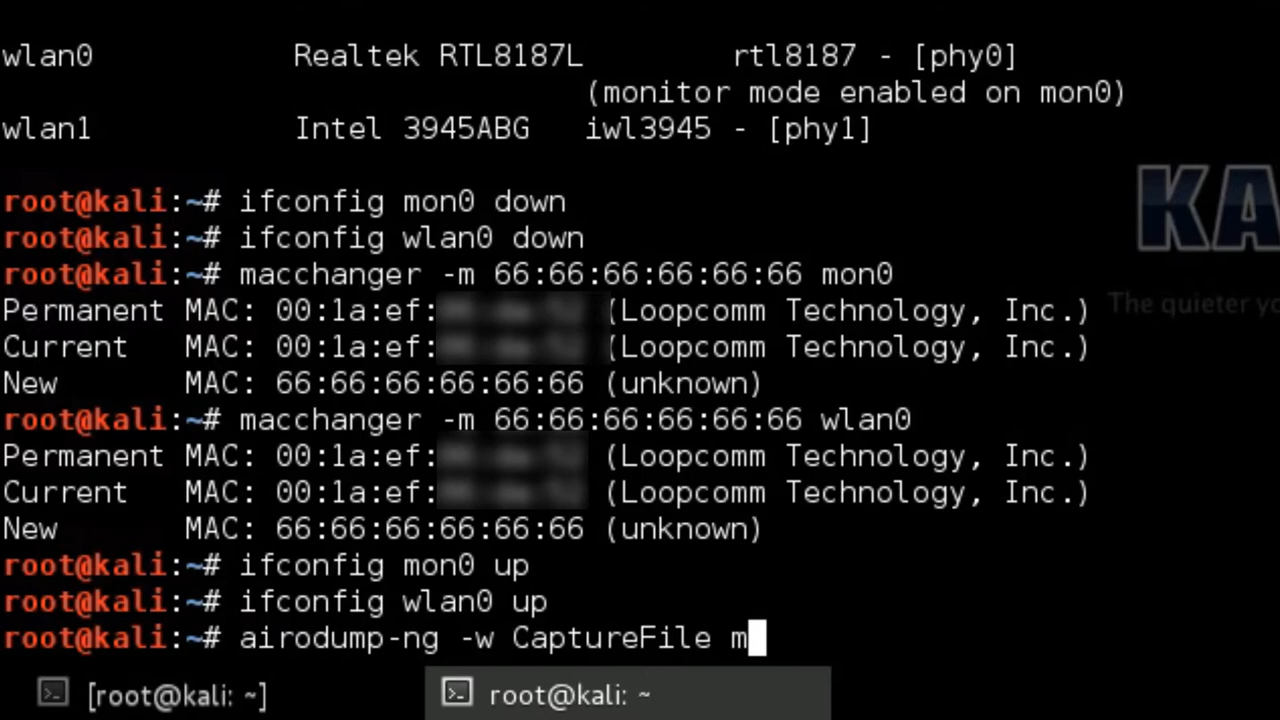 wlan0 Realtek RTL8187L rtl8187 - [phy0]
(monitor mode enabled on mon0)
wlan1 Intel 3945ABG iwl3945 - [phy1]
root@kali:~# ifconfig mon0 down
root@kali:~# ifconfig wlan0 down
root@kali:~# macchanger -m 66:66:66:66:66:66 mon0
Permanent MAC: 00:1a:ef: (Loopcomm Technology, Inc.)
Current MAC: 00:1a:ef: (Loopcomm Technology, Inc.)
New MAC: 66:66:66:66:66:66 (unknown)
root@kali:~# macchanger -m 66:66:66:66:66:66 wlan0
Permanent MAC: 00:1a:ef: (Loopcomm Technology, Inc.)
Current MAC: 00:1a:ef: (Loopcomm Technology, Inc.)
New MAC: 66:66:66:66:66:66 (unknown)
root@kali:~# ifconfig mon0 up
root@kali:~# ifconfig wlan0 up
root@kali:~# airodump-ng -w CaptureFile m
KA
The quieter
[root@kali: ~]
root@kali: ~